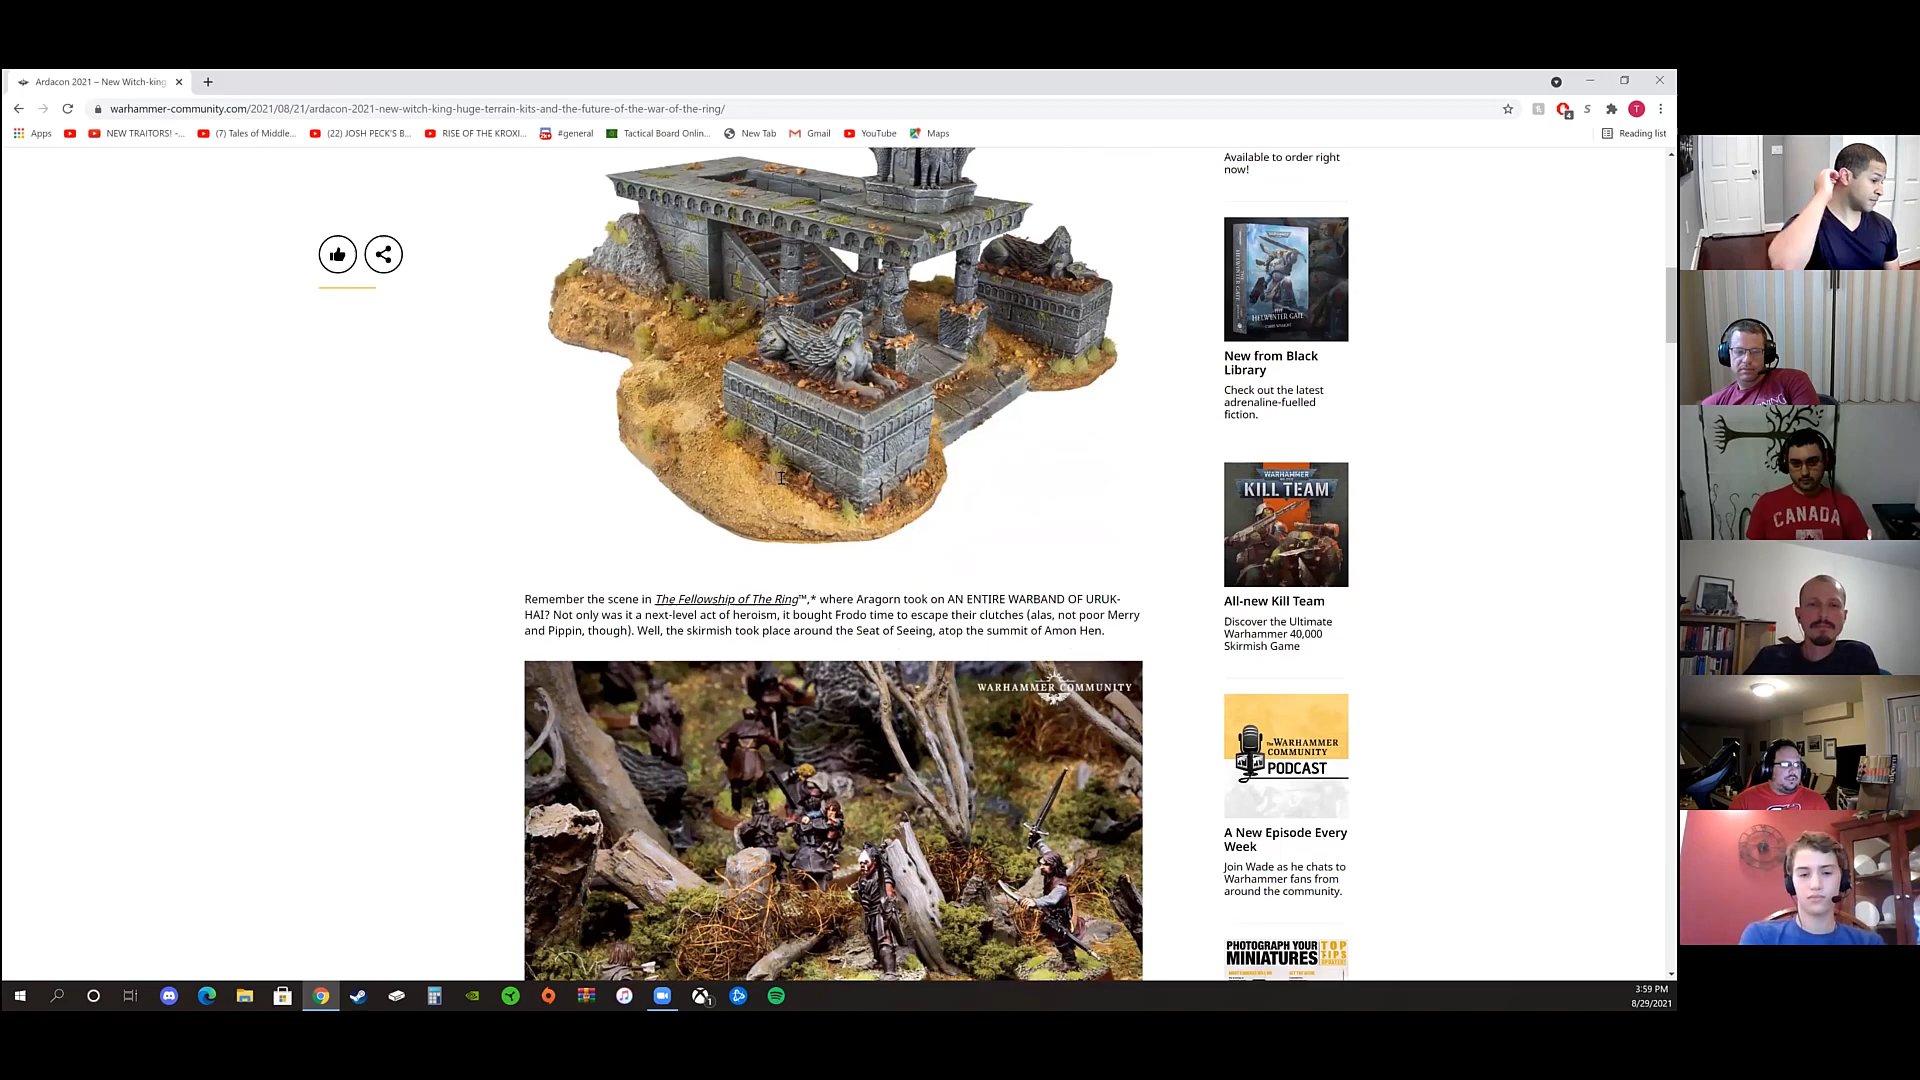 Ardacon 2021 – New Witch-king
warhammer-community.com/2021/08/21/ardacon-2021-new-witch-king-huge-terrain-kits-and-the-future-of-the-war-of-the-ring/
Apps
NEW TRAITORS! -...
(7) Tales of Middle...
(22) JOSH PECK'S B...
RISE OF THE KROXI...
#general
Tactical Board Onlin...
New Tab
Gmail
YouTube
Maps
Reading list
Available to order right
now!
HELWINTER GATE
New from Black
Library
Check out the latest
adrenaline-fuelled
fiction.
WARHAMMER
KILL TEAM
All-new Kill Team
Discover the Ultimate
Warhammer 40,000
Skirmish Game
Remember the scene in The Fellowship of The Ring™,* where Aragorn took on AN ENTIRE WARBAND OF URUK-
HAI? Not only was it a next-level act of heroism, it bought Frodo time to escape their clutches (alas, not poor Merry
and Pippin, though). Well, the skirmish took place around the Seat of Seeing, atop the summit of Amon Hen.
WARHAMMER COMMUNITY
The WARHAMMER
COMMUNITY
PODCAST
A New Episode Every
Week
Join Wade as he chats to
Warhammer fans from
around the community.
PHOTOGRAPH YOUR
MINIATURES
TOP
TIPS
CANADA
3:59 PM
8/29/2021